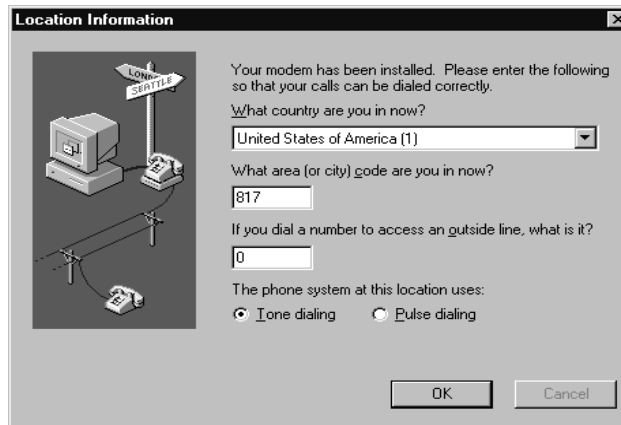 Location Information
LOND
SEATTLE
Your modem has been installed. Please enter the following
so that your calls can be dialed correctly.
What country are you in now?
United States of America (1)
What area (or city) code are you in now?
817
If you dial a number to access an outside line, what is it?
0
The phone system at this location uses:
Tone dialing Pulse dialing
OK Cancel